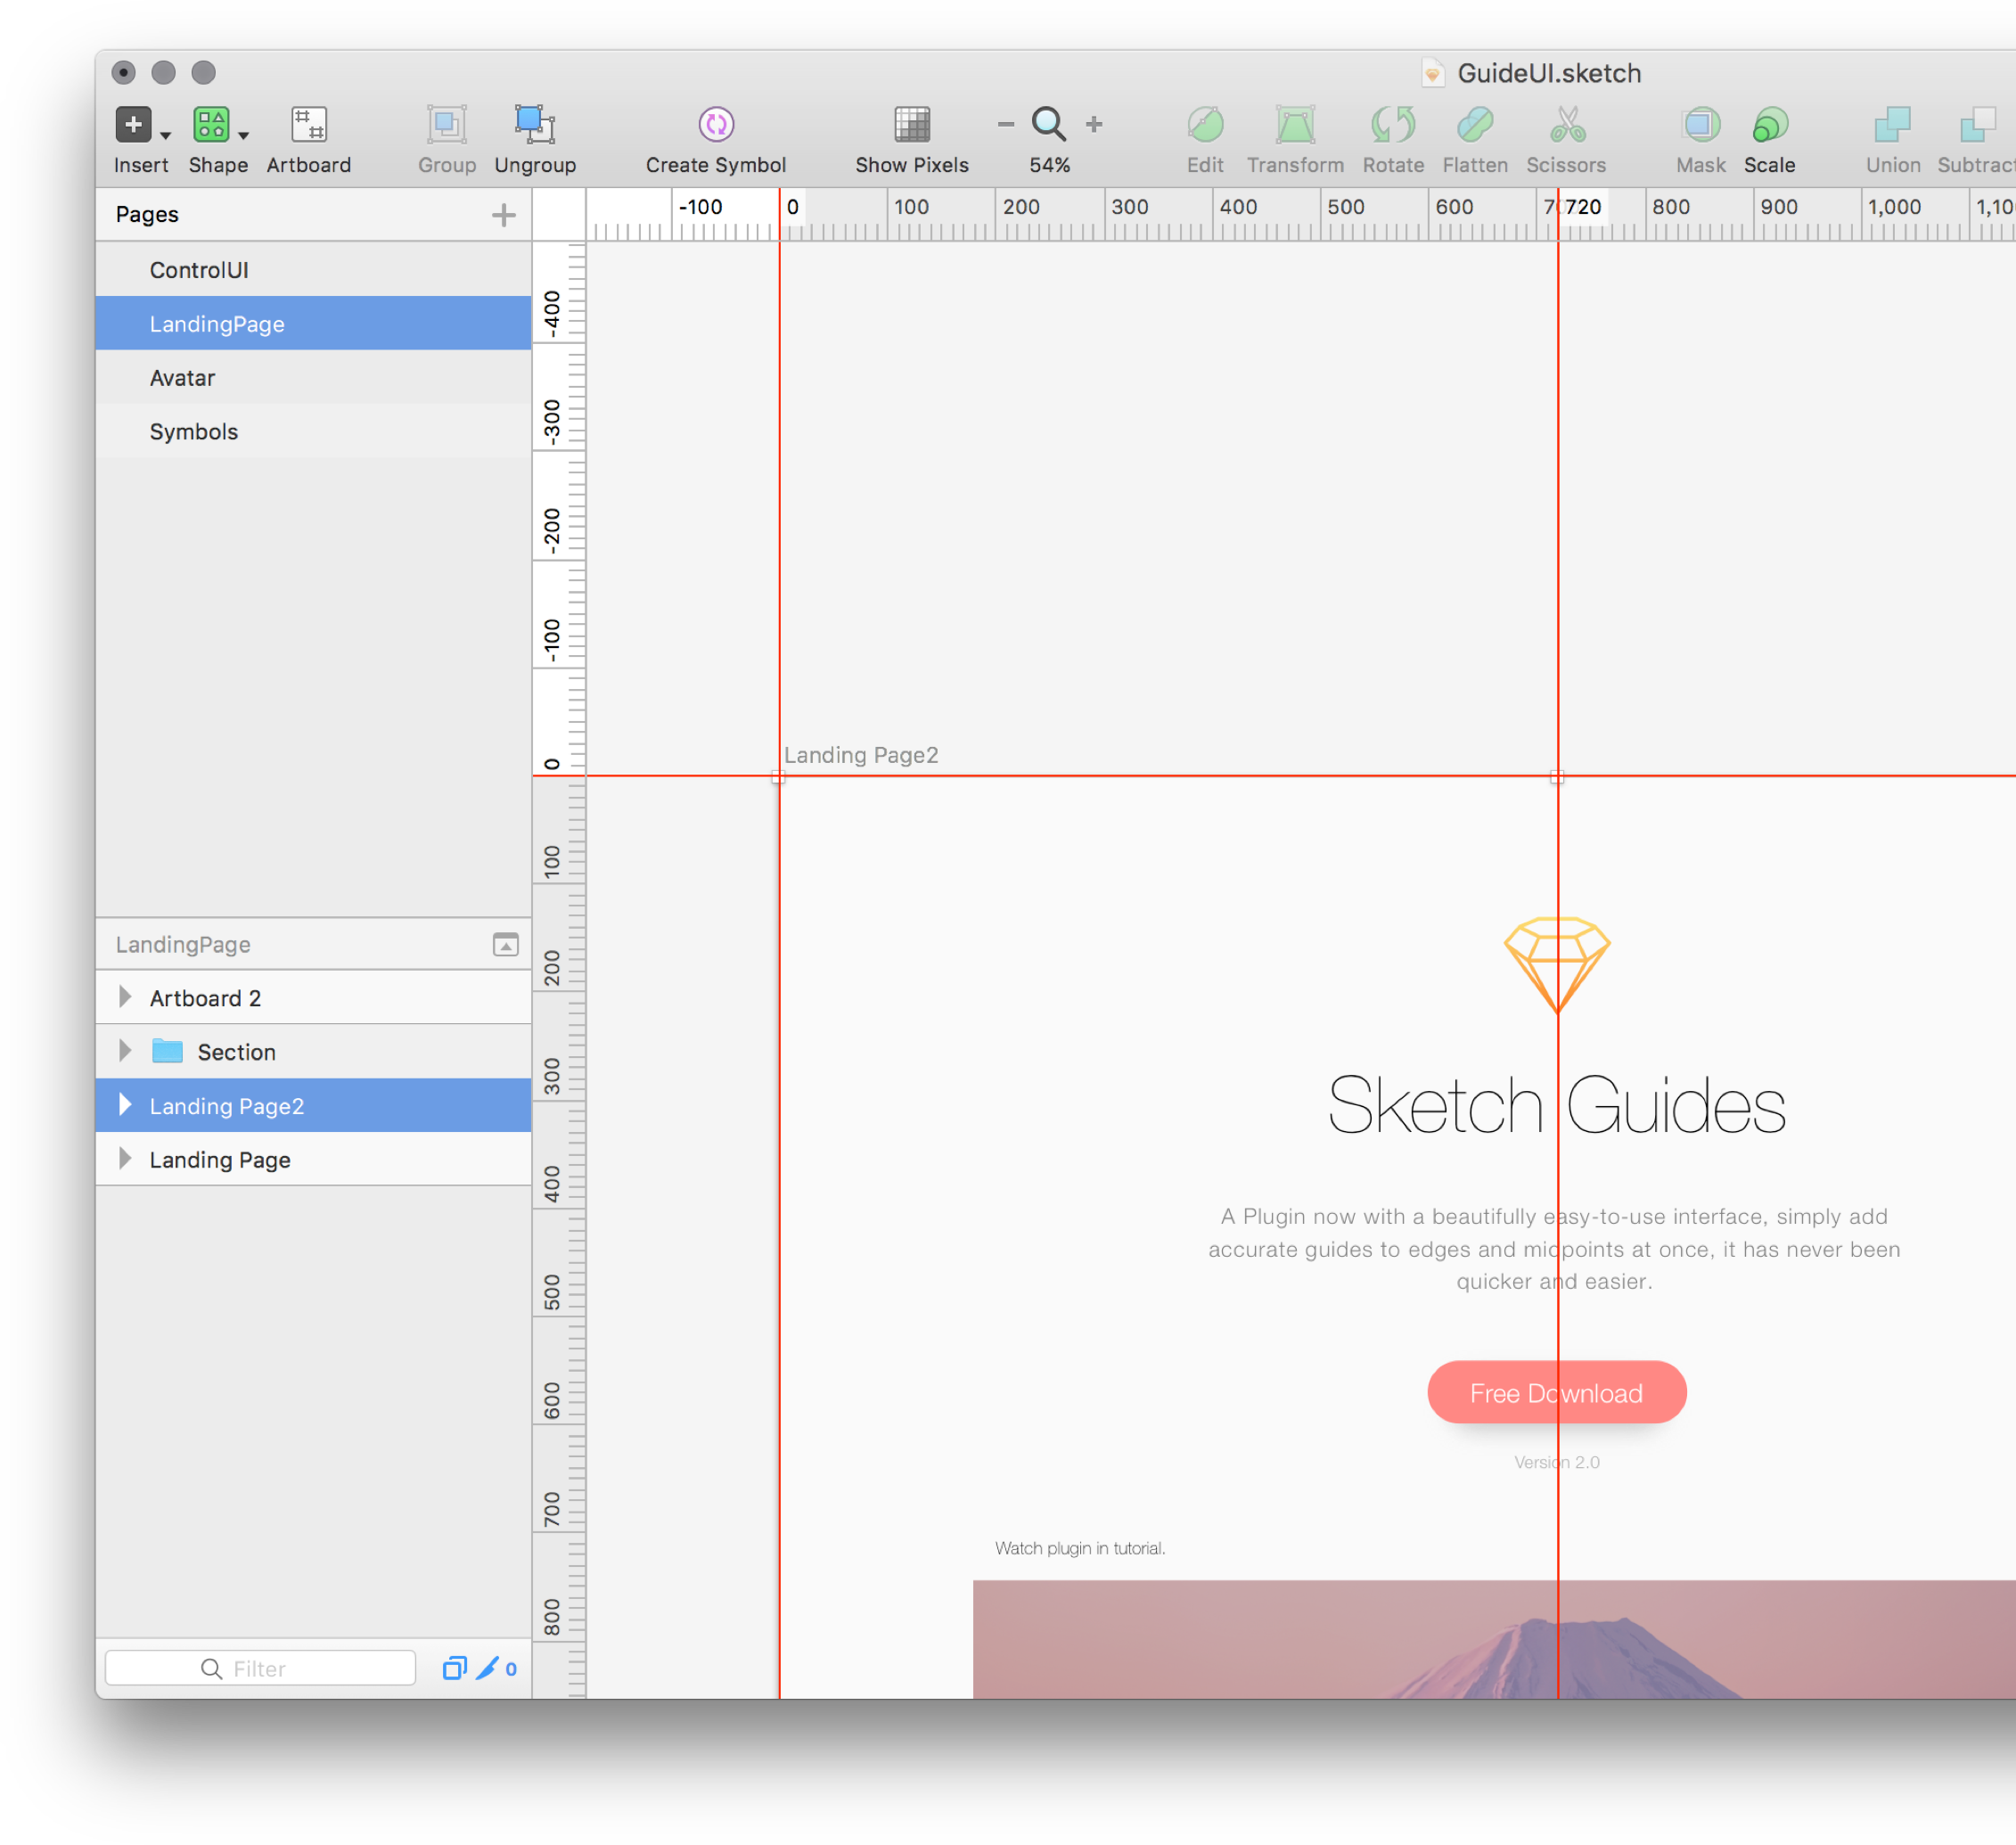 GuideUI.sketch
Insert Shape Artboard Group Ungroup Create Symbol Show Pixels 54% Edit Transform Rotate Flatten Scissors Mask Scale Union Subtract
Pages
-100 0 100 200 300 400 500 600 720 800 900 1,000 1,10
ControlUI
LandingPage
Avatar
Symbols
-400
-300
-200
-100
0
100
200
300
400
500
600
700
800
Landing Page2
LandingPage
Artboard 2
Section
Landing Page2
Landing Page
Filter
0
Sketch Guides
A Plugin now with a beautifully easy-to-use interface, simply add
accurate guides to edges and midpoints at once, it has never been
quicker and easier.
Free Download
Version 2.0
Watch plugin in tutorial.